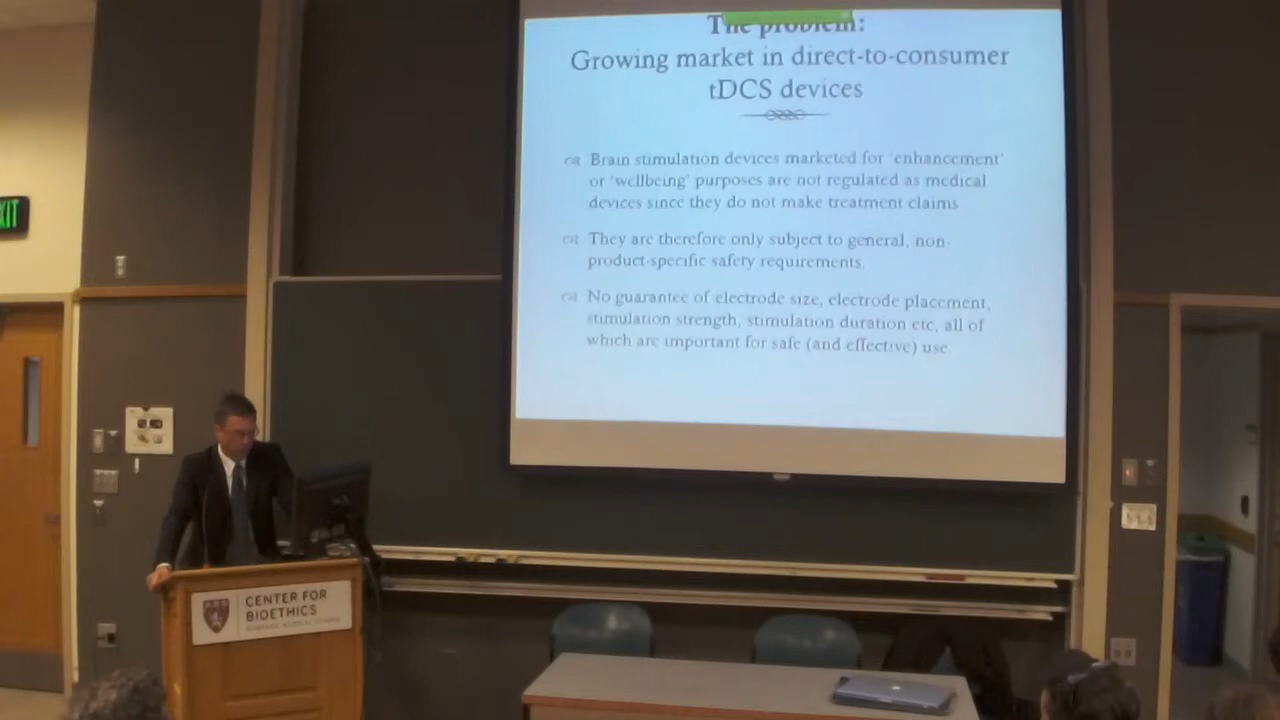 The problem:
Growing market in direct-to-consumer
tDCS devices
Brain stimulation devices marketed for 'enhancement'
or 'wellbeing' purposes are not regulated as medical
devices since they do not make treatment claims
They are therefore only subject to general, non-
product-specific safety requirements.
No guarantee of electrode size, electrode placement,
stimulation strength, stimulation duration etc, all of
which are important for safe (and effective) use
EXIT
CENTER FOR
BIOETHICS